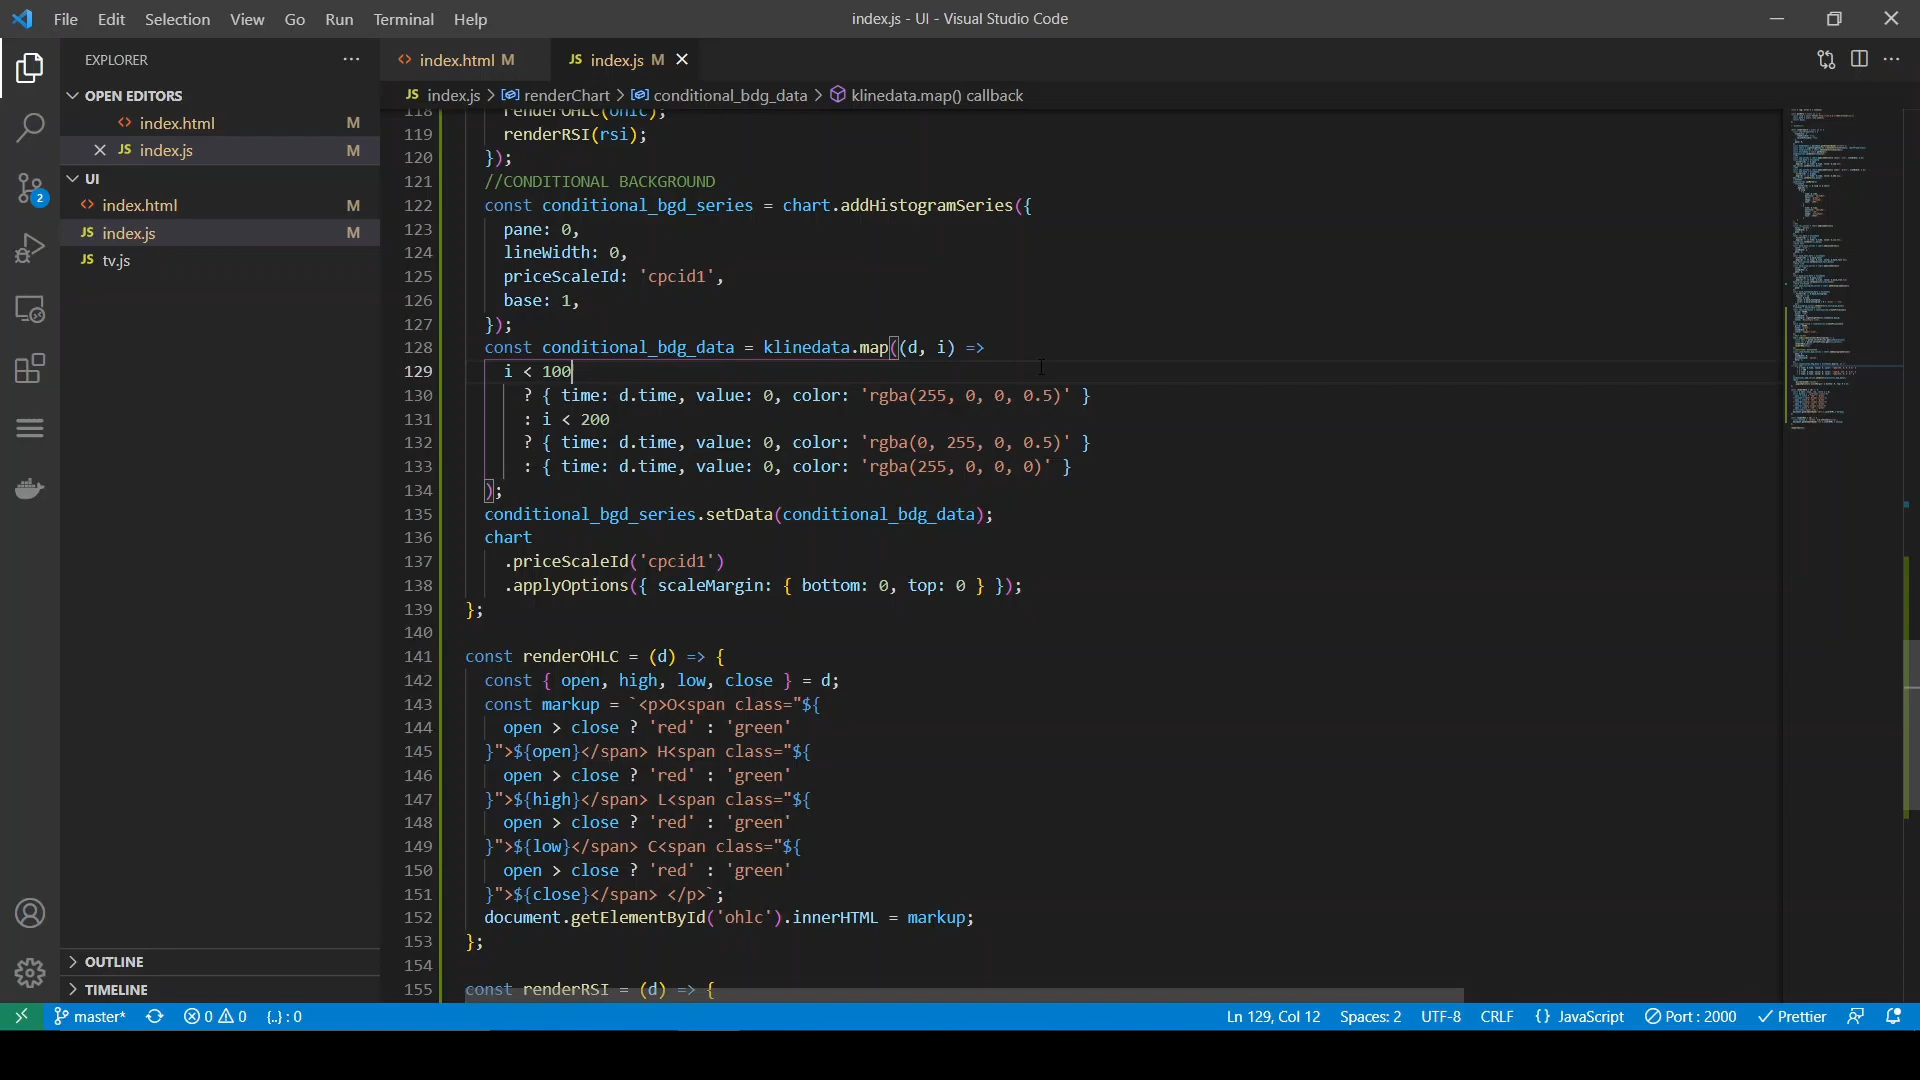 File Edit Selection View Go Run Terminal Help
index.js - UI - Visual Studio Code
EXPLORER
OPEN EDITORS
index.html M
JS index.js M
UI
index.html M
JS index.js M
JS tv.js
OUTLINE
TIMELINE
2
index.html M
JS index.js M
JS index.js > renderChart > conditional_bdg_data > klinedata.map() callback
118 renderOHLC(ohlc);
119 renderRSI(rsi);
120 });
121 //CONDITIONAL BACKGROUND
122 const conditional_bgd_series = chart.addHistogramSeries({
123 pane: 0,
124 lineWidth: 0,
125 priceScaleId: 'cpcid1',
126 base: 1,
127 });
128 const conditional_bdg_data = klinedata.map((d, i) =>
129 i < 100
130 ? { time: d.time, value: 0, color: 'rgba(255, 0, 0, 0.5)' }
131 : i < 200
132 ? { time: d.time, value: 0, color: 'rgba(0, 255, 0, 0.5)' }
133 : { time: d.time, value: 0, color: 'rgba(255, 0, 0, 0)' }
134 );
135 conditional_bgd_series.setData(conditional_bdg_data);
136 chart
137 .priceScaleId('cpcid1')
138 .applyOptions({ scaleMargin: { bottom: 0, top: 0 } });
139 };
140
141 const renderOHLC = (d) => {
142 const { open, high, low, close } = d;
143 const markup = `<p>O<span class="${
144 open > close ? 'red' : 'green'
145 }">${open}</span> H<span class="${
146 open > close ? 'red' : 'green'
147 }">${high}</span> L<span class="${
148 open > close ? 'red' : 'green'
149 }">${low}</span> C<span class="${
150 open > close ? 'red' : 'green'
151 }">${close}</span> </p>`;
152 document.getElementById('ohlc').innerHTML = markup;
153 };
154
155 const renderRSI = (d) => {
master* 0 0 {..} : 0
Ln 129, Col 12 Spaces: 2 UTF-8 CRLF {} JavaScript Port : 2000 Prettier